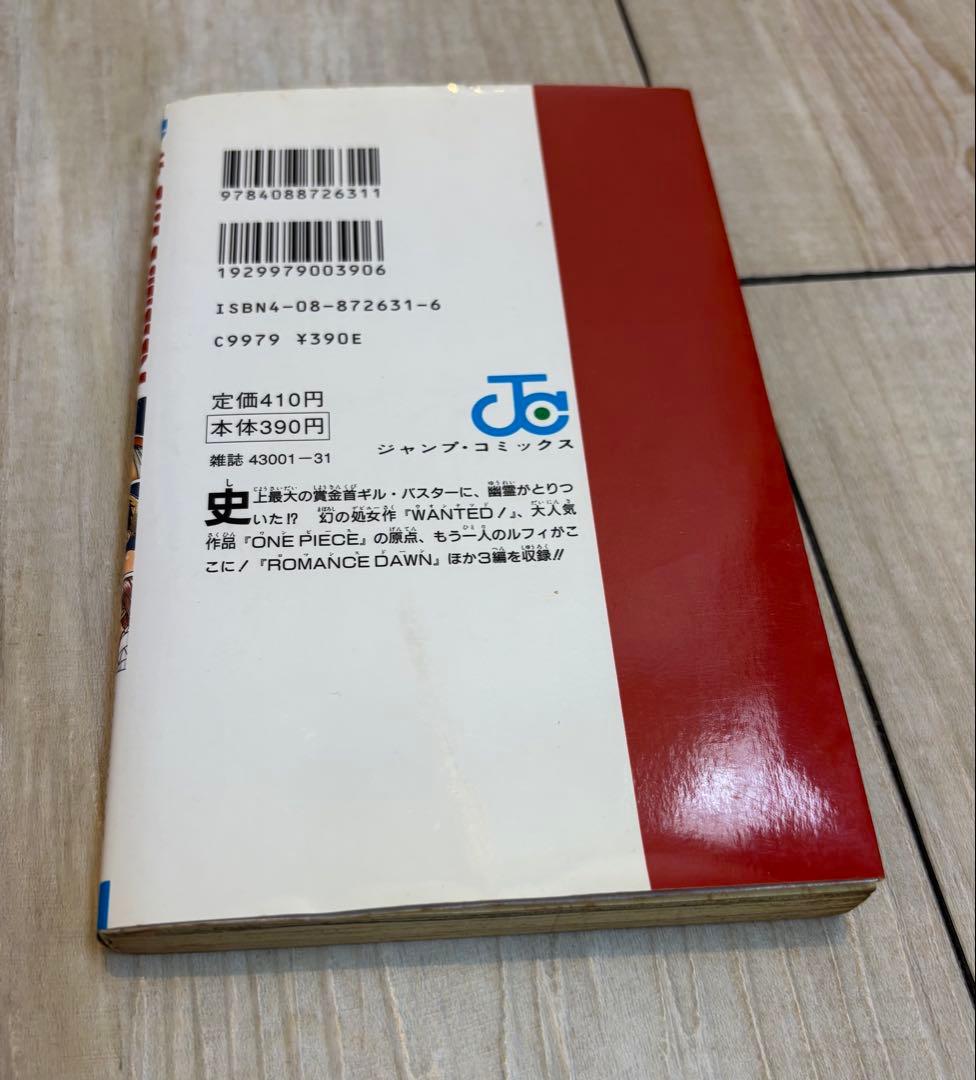 9784088726311
1929979003906
ISBN4-08-872631-6
C9979 ¥390E
定価410円
本体390円
雑誌 43001-31
JC
ジャンプ・コミックス
史上最大の賞金首ギル・バスターに、幽霊がとりつ
いた!? 幻の処女作『WANTED!』、大人気
作品『ONE PIECE』の原点、もう一人のルフィがこ
こに!『ROMANCE DAWN』ほか3編を収録!!